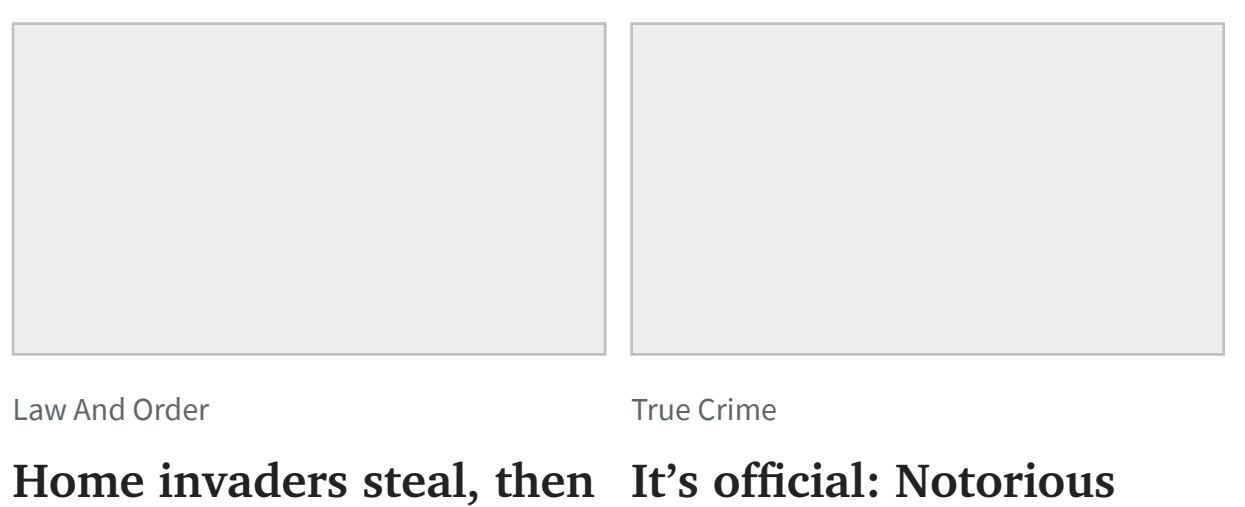 Law And Order
Home invaders steal, then
True Crime
It’s official: Notorious